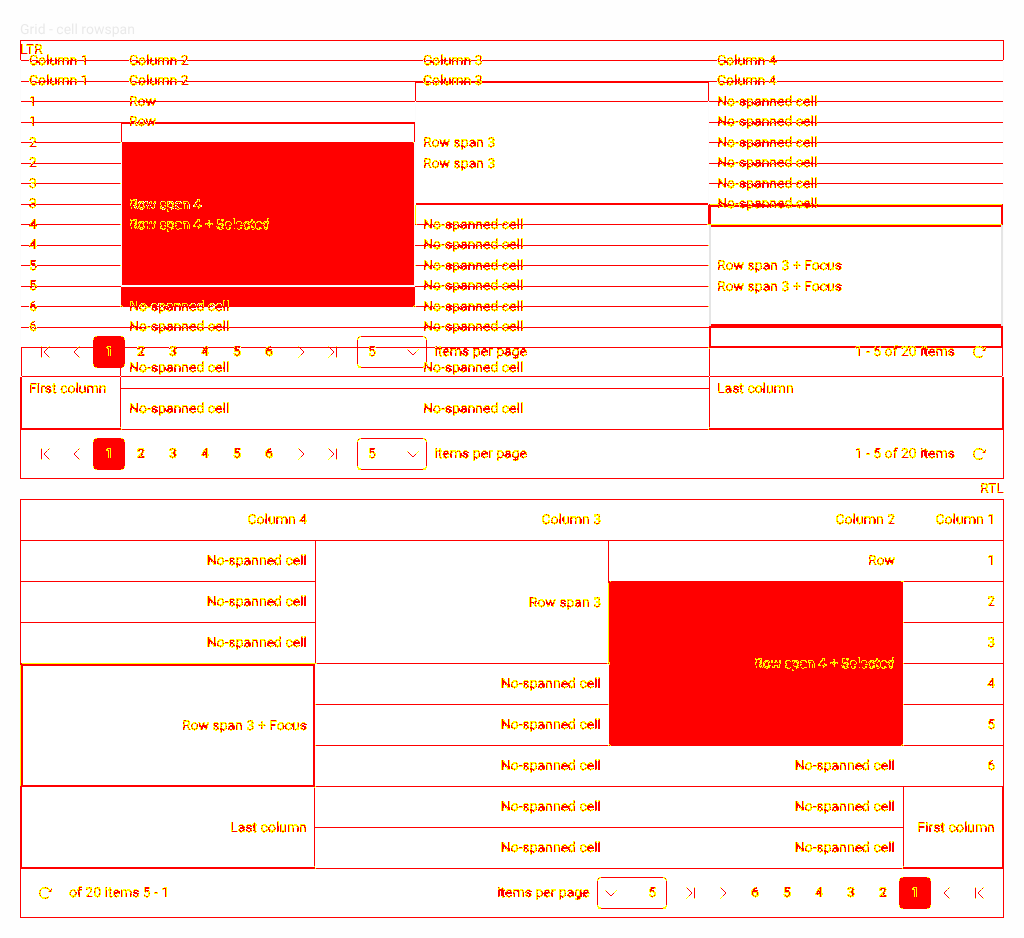 Grid - cell rowspan
LTR
Column 1 Column 2 Column 3 Column 4
Column 1 Column 2 Column 3 Column 4
1 Row No-spanned cell
1 Row No-spanned cell
2 Row span 3 No-spanned cell
2 Row span 3 No-spanned cell
3 No-spanned cell
3 Row span 4 No-spanned cell
4 Row span 4 + Selected No-spanned cell
4 No-spanned cell
5 No-spanned cell Row span 3 + Focus
5 No-spanned cell Row span 3 + Focus
6 No-spanned cell No-spanned cell
6 No-spanned cell No-spanned cell
1 2 3 4 5 6 5 items per page 1 - 5 of 20 items
No-spanned cell No-spanned cell
First column Last column
No-spanned cell No-spanned cell
1 2 3 4 5 6 5 items per page 1 - 5 of 20 items
RTL
Column 4 Column 3 Column 2 Column 1
No-spanned cell Row 1
No-spanned cell Row span 3 2
No-spanned cell 3
Row span 4 + Selected
No-spanned cell 4
Row span 3 + Focus No-spanned cell 5
No-spanned cell No-spanned cell 6
No-spanned cell No-spanned cell
Last column First column
No-spanned cell No-spanned cell
of 20 items 5 - 1 items per page 5 6 5 4 3 2 1